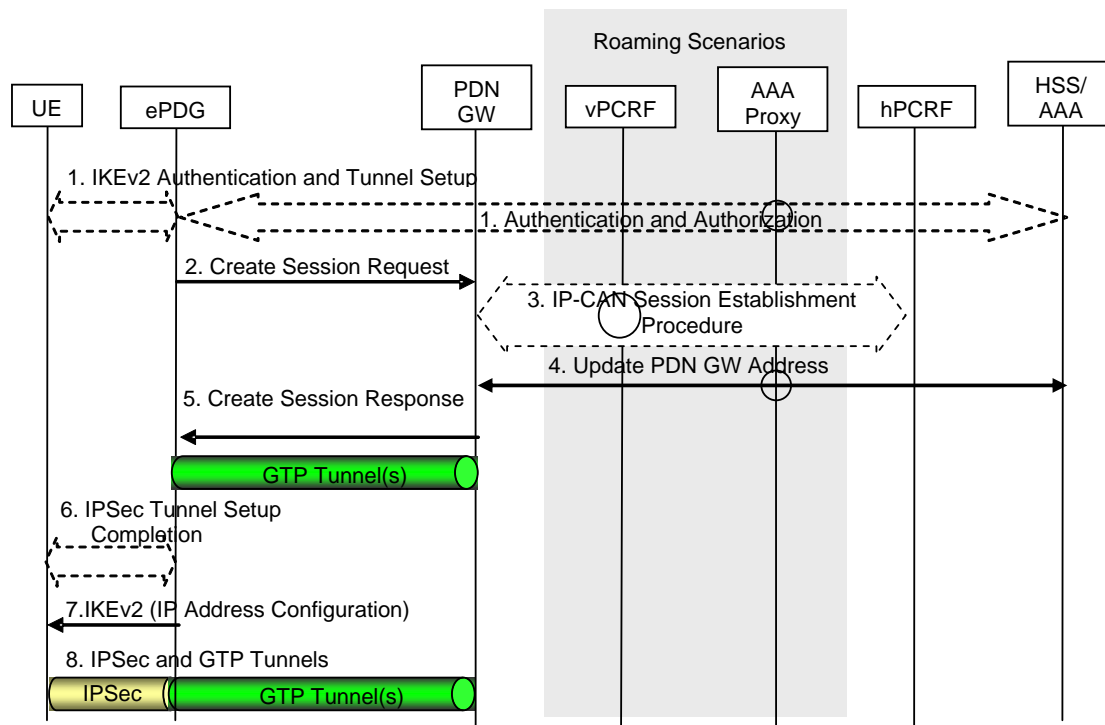 Roaming Scenarios
UE
ePDG
PDN
GW
vPCRF
AAA
Proxy
hPCRF
HSS/
AAA
1. IKEv2 Authentication and Tunnel Setup
1. Authentication and Authorization
2. Create Session Request
3. IP-CAN Session Establishment
Procedure
4. Update PDN GW Address
5. Create Session Response
GTP Tunnel(s)
6. IPSec Tunnel Setup
Completion
7.IKEv2 (IP Address Configuration)
8. IPSec and GTP Tunnels
IPSec
GTP Tunnel(s)